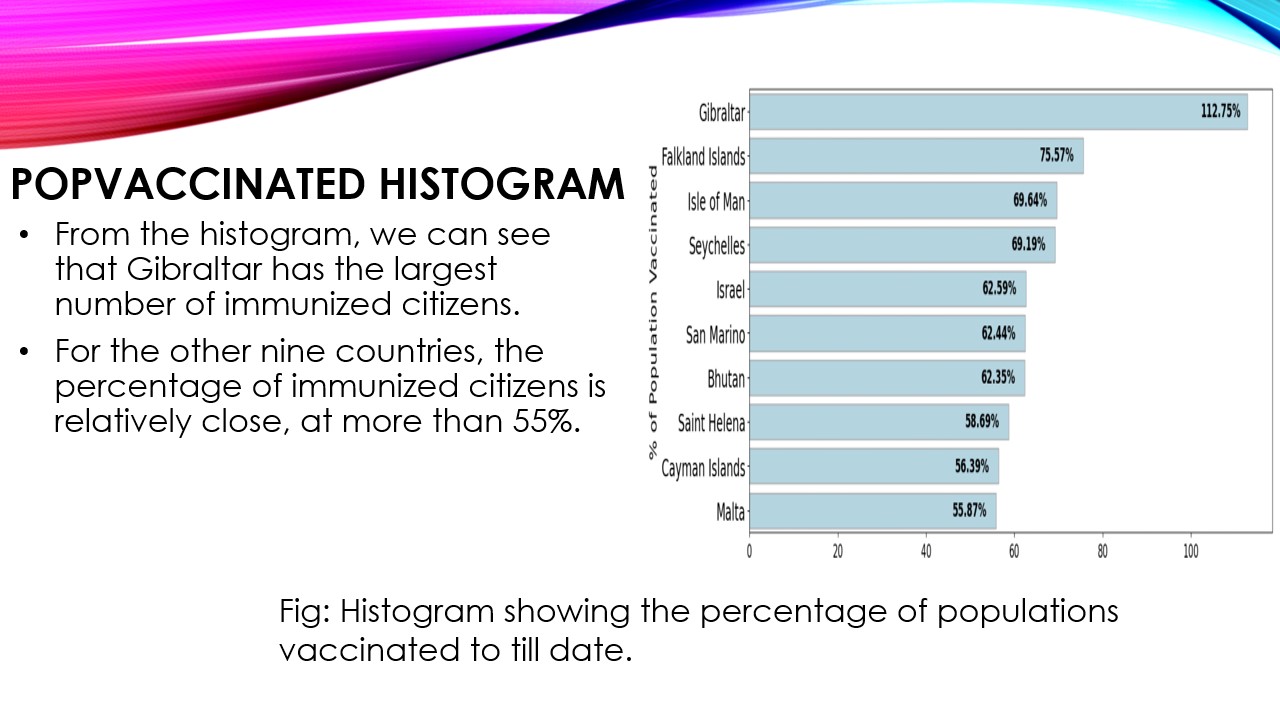 POPVACCINATED HISTOGRAM
• From the histogram, we can see
that Gibraltar has the largest
number of immunized citizens.
• For the other nine countries, the
percentage of immunized citizens is
relatively close, at more than 55%.
% of Population Vaccinated
Gibraltar 112.75%
Falkland Islands 75.57%
Isle of Man 69.64%
Seychelles 69.19%
Israel 62.59%
San Marino 62.44%
Bhutan 62.35%
Saint Helena 58.69%
Cayman Islands 56.39%
Malta 55.87%
0 20 40 60 80 100
Fig: Histogram showing the percentage of populations
vaccinated to till date.